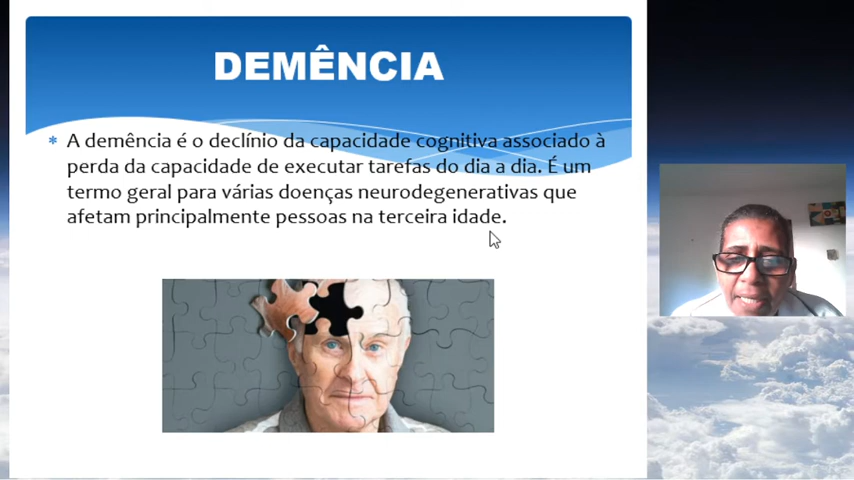 DEMÊNCIA
A demência é o declínio da capacidade cognitiva associado à
perda da capacidade de executar tarefas do dia a dia. É um
termo geral para várias doenças neurodegenerativas que
afetam principalmente pessoas na terceira idade.